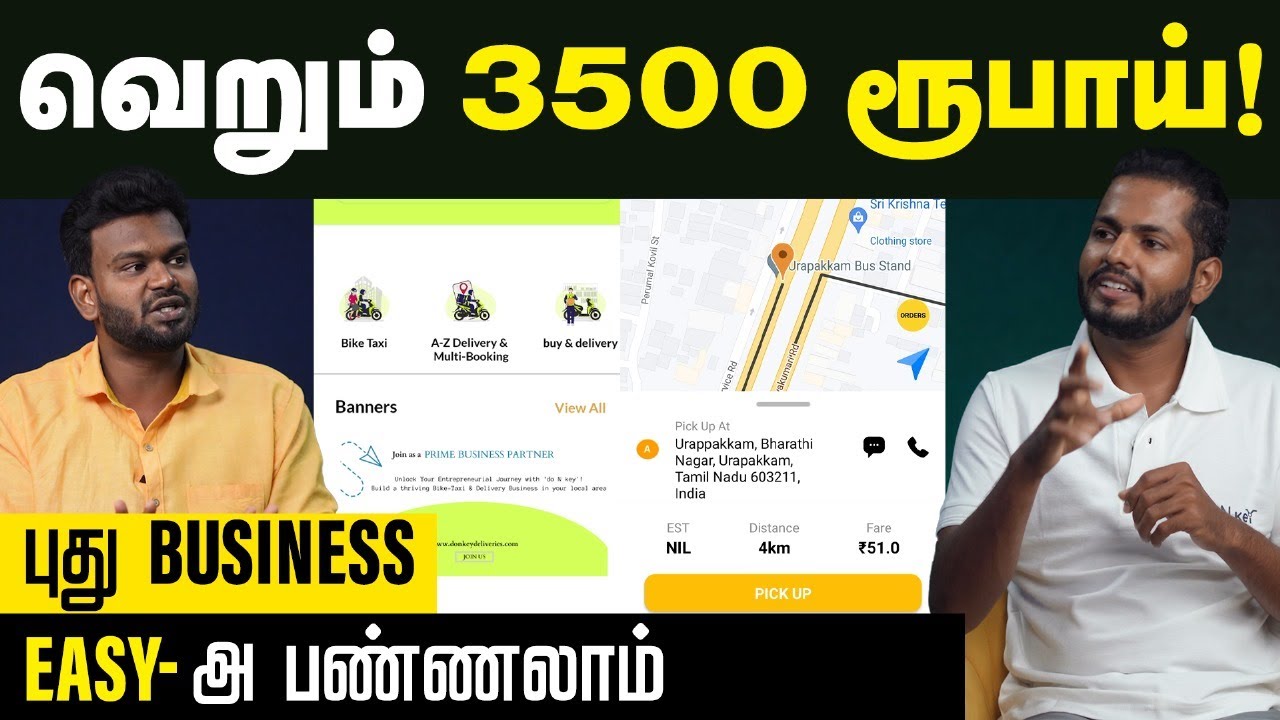 வெறும் 3500 ரூபாய்!
Bike Taxi
A-Z Delivery &
Multi-Booking
buy & delivery
Banners
View All
Join as a PRIME BUSINESS PARTNER
Unlock Your Entrepreneurial Journey with 'do N key'!
Build a thriving Bike-Taxi & Delivery Business in your local area
www.donkeydeliveries.com
JOIN US
Sri Krishna Te
Clothing store
Urapakkam Bus Stand
Perumal Kovil St
ORDERS
Pick Up At
A
Urappakkam, Bharathi
Nagar, Urapakkam,
Tamil Nadu 603211,
India
EST
Distance
Fare
NIL
4km
₹51.0
PICK UP
புது BUSINESS
EASY-அ பண்ணலாம்